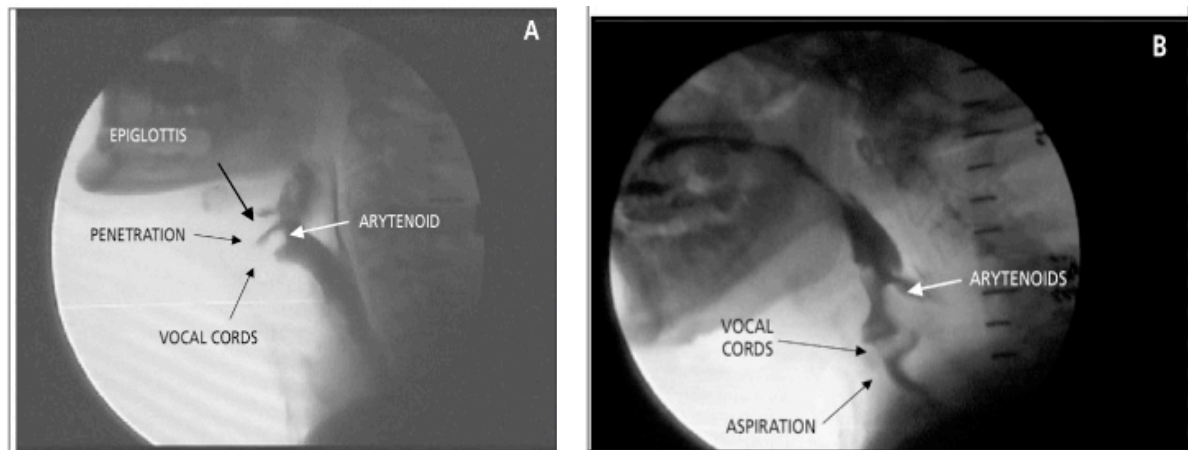 A
EPIGLOTTIS
ARYTENOID
PENETRATION
VOCAL CORDS
B
ARYTENOIDS
VOCAL
CORDS
ASPIRATION